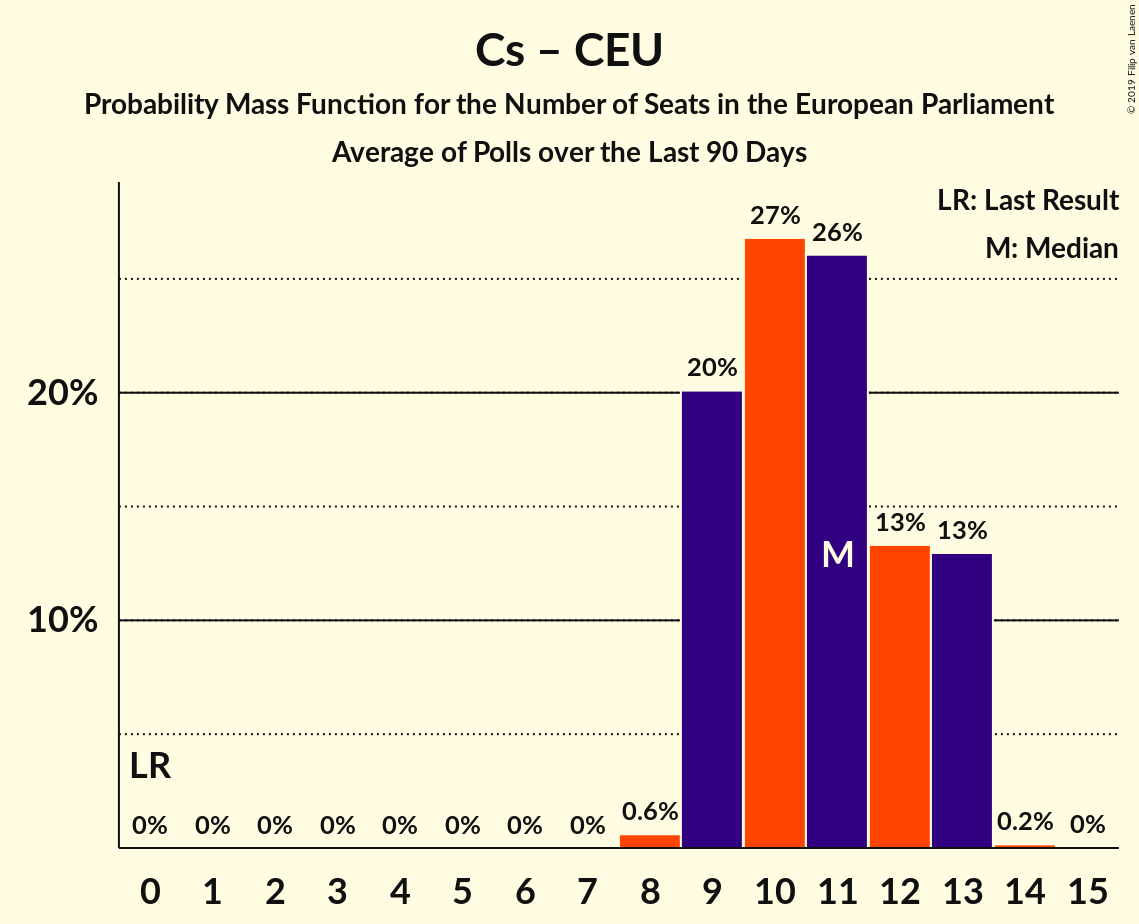 Cs – CEU
Probability Mass Function for the Number of Seats in the European Parliament
Average of Polls over the Last 90 Days
© 2019 Filip van Laenen
LR: Last Result
M: Median
27%
26%
20%
20%
13%
13%
M
10%
LR
0%
0%
0%
0%
0%
0%
0%
0%
0.6%
0.2%
0%
0 1 2 3 4 5 6 7 8 9 10 11 12 13 14 15